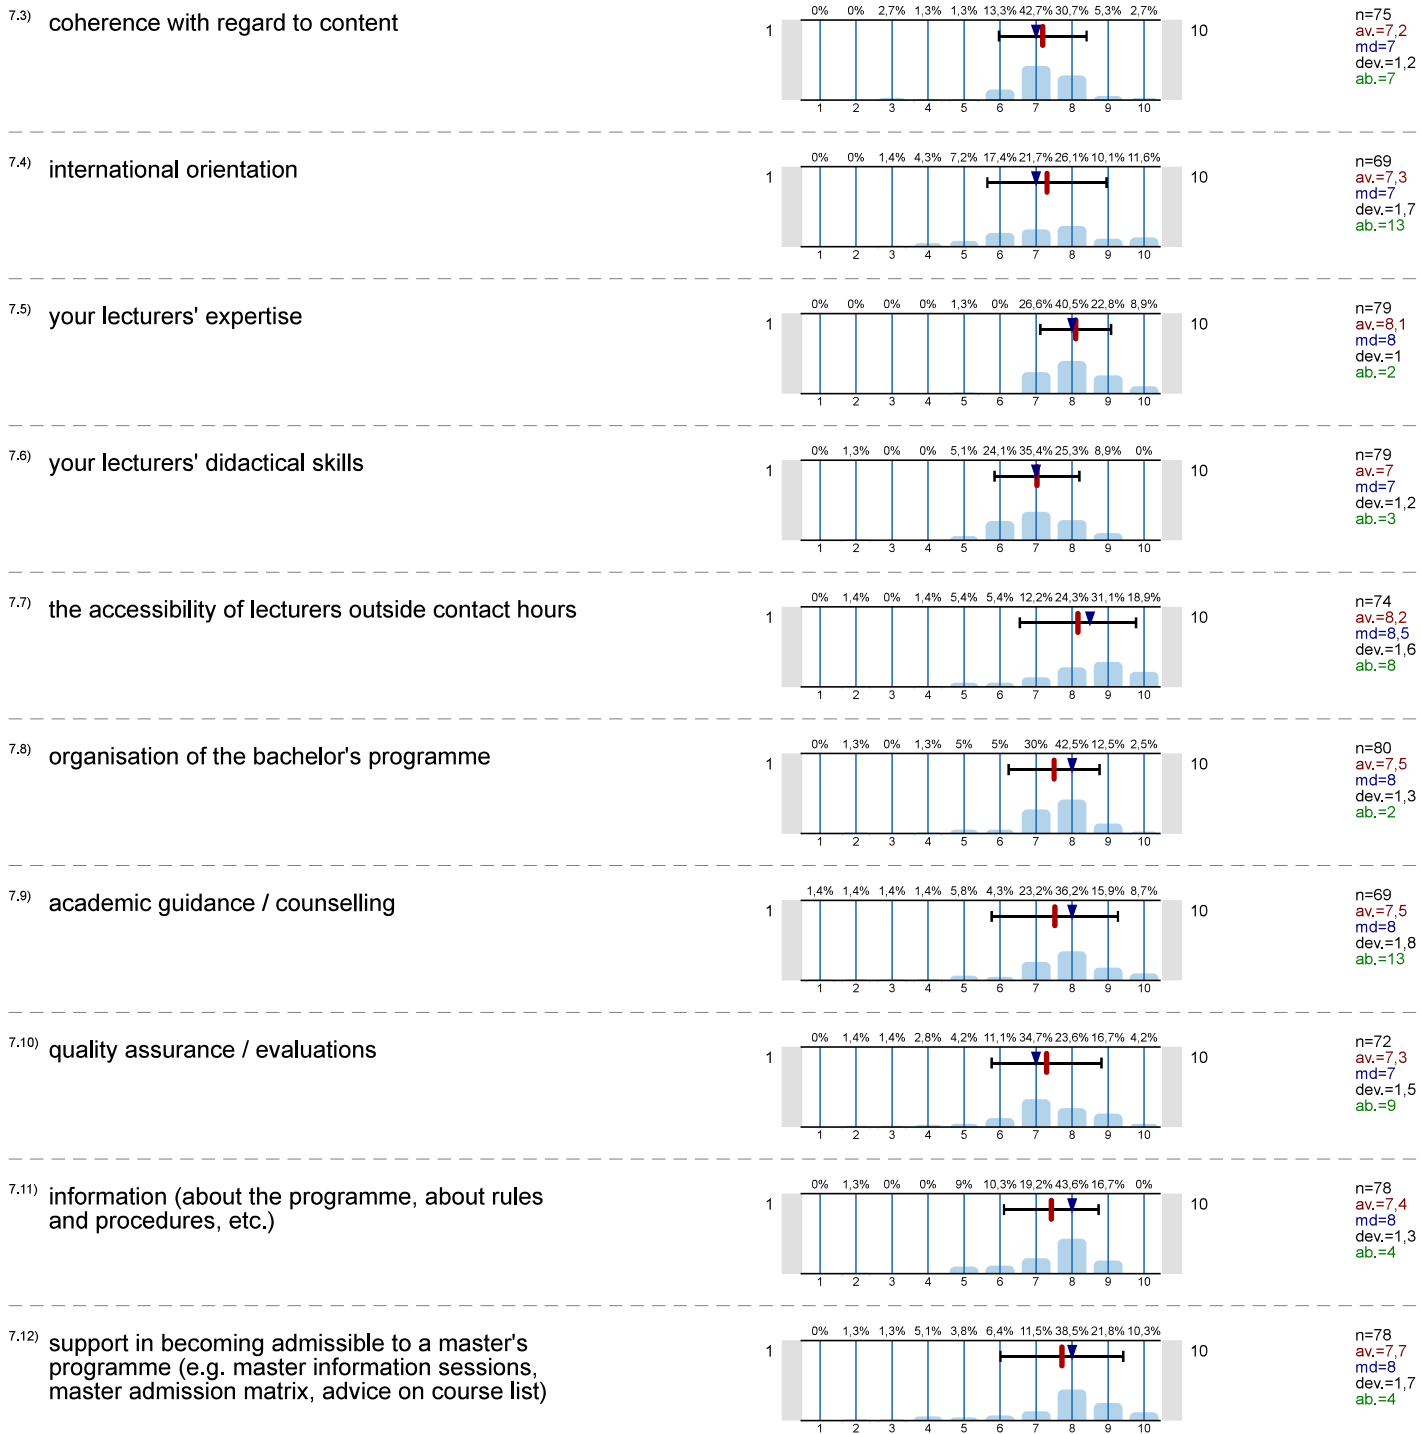 7.3) coherence with regard to content
0% 0% 2,7% 1,3% 1,3% 13,3% 42,7% 30,7% 5,3% 2,7%
1 10
1 2 3 4 5 6 7 8 9 10
n=75
av.=7,2
md=7
dev.=1,2
ab.=7
7.4) international orientation
0% 0% 1,4% 4,3% 7,2% 17,4% 21,7% 26,1% 10,1% 11,6%
1 10
1 2 3 4 5 6 7 8 9 10
n=69
av.=7,3
md=7
dev.=1,7
ab.=13
7.5) your lecturers' expertise
0% 0% 0% 0% 1,3% 0% 26,6% 40,5% 22,8% 8,9%
1 10
1 2 3 4 5 6 7 8 9 10
n=79
av.=8,1
md=8
dev.=1
ab.=2
7.6) your lecturers' didactical skills
0% 1,3% 0% 0% 5,1% 24,1% 35,4% 25,3% 8,9% 0%
1 10
1 2 3 4 5 6 7 8 9 10
n=79
av.=7
md=7
dev.=1,2
ab.=3
7.7) the accessibility of lecturers outside contact hours
0% 1,4% 0% 1,4% 5,4% 5,4% 12,2% 24,3% 31,1% 18,9%
1 10
1 2 3 4 5 6 7 8 9 10
n=74
av.=8,2
md=8,5
dev.=1,6
ab.=8
7.8) organisation of the bachelor's programme
0% 1,3% 0% 1,3% 5% 5% 30% 42,5% 12,5% 2,5%
1 10
1 2 3 4 5 6 7 8 9 10
n=80
av.=7,5
md=8
dev.=1,3
ab.=2
7.9) academic guidance / counselling
1,4% 1,4% 1,4% 1,4% 5,8% 4,3% 23,2% 36,2% 15,9% 8,7%
1 10
1 2 3 4 5 6 7 8 9 10
n=69
av.=7,5
md=8
dev.=1,8
ab.=13
7.10) quality assurance / evaluations
0% 1,4% 1,4% 2,8% 4,2% 11,1% 34,7% 23,6% 16,7% 4,2%
1 10
1 2 3 4 5 6 7 8 9 10
n=72
av.=7,3
md=7
dev.=1,5
ab.=9
7.11) information (about the programme, about rules
and procedures, etc.)
0% 1,3% 0% 0% 9% 10,3% 19,2% 43,6% 16,7% 0%
1 10
1 2 3 4 5 6 7 8 9 10
n=78
av.=7,4
md=8
dev.=1,3
ab.=4
7.12) support in becoming admissible to a master's
programme (e.g. master information sessions,
master admission matrix, advice on course list)
0% 1,3% 1,3% 5,1% 3,8% 6,4% 11,5% 38,5% 21,8% 10,3%
1 10
1 2 3 4 5 6 7 8 9 10
n=78
av.=7,7
md=8
dev.=1,7
ab.=4